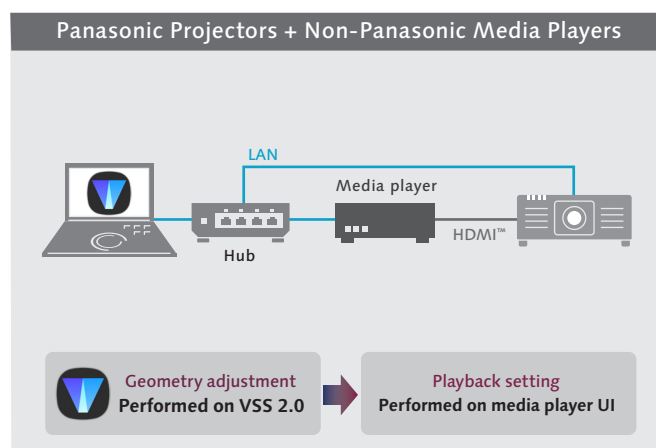 Panasonic Projectors + Non-Panasonic Media Players
LAN
Media player
HDMI™
Hub
Geometry adjustment
Performed on VSS 2.0
Playback setting
Performed on media player UI